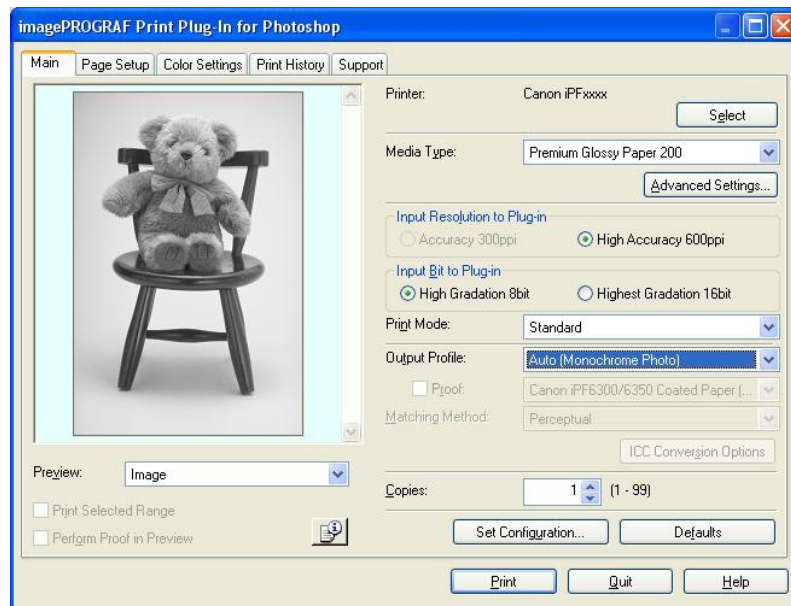 imagePROGRAF Print Plug-In for Photoshop
Main Page Setup Color Settings Print History Support
Printer: Canon iPFxxxx
Select
Media Type: Premium Glossy Paper 200
Advanced Settings...
Input Resolution to Plug-in
Accuracy 300ppi High Accuracy 600ppi
Input Bit to Plug-in
High Gradation 8bit Highest Gradation 16bit
Print Mode: Standard
Output Profile: Auto (Monochrome Photo)
Proof: Canon iPF6300/6350 Coated Paper (...
Matching Method: Perceptual
ICC Conversion Options
Preview: Image
Copies: 1 (1 - 99)
Print Selected Range
Perform Proof in Preview
Set Configuration... Defaults
Print Quit Help